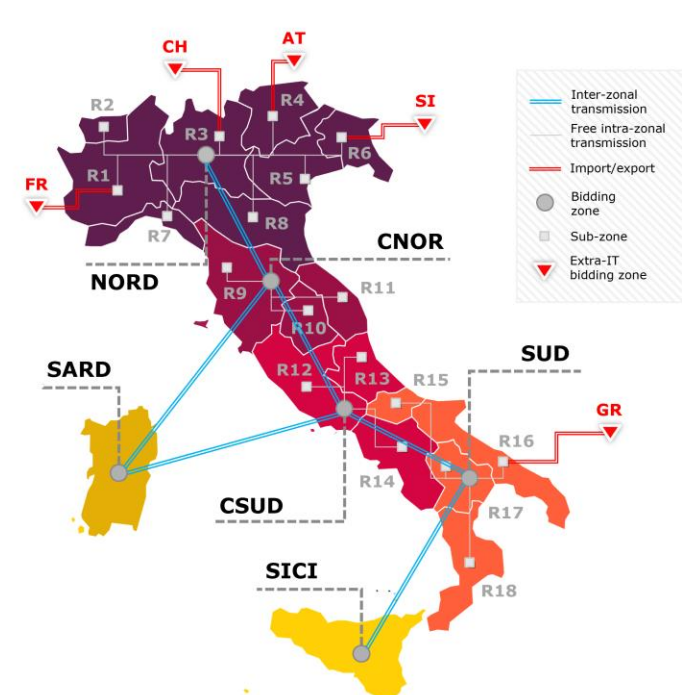 AT
CH
R4
R2
SI
R3
R6
FR
R1
R5
R7
R8
CNOR
NORD
R9
R11
R10
SARD
R12
R13
SUD
R15
GR
R16
R14
CSUD
R17
SICI
R18
Inter-zonal
transmission
Free intra-zonal
transmission
Import/export
Bidding
zone
Sub-zone
Extra-IT
bidding zone